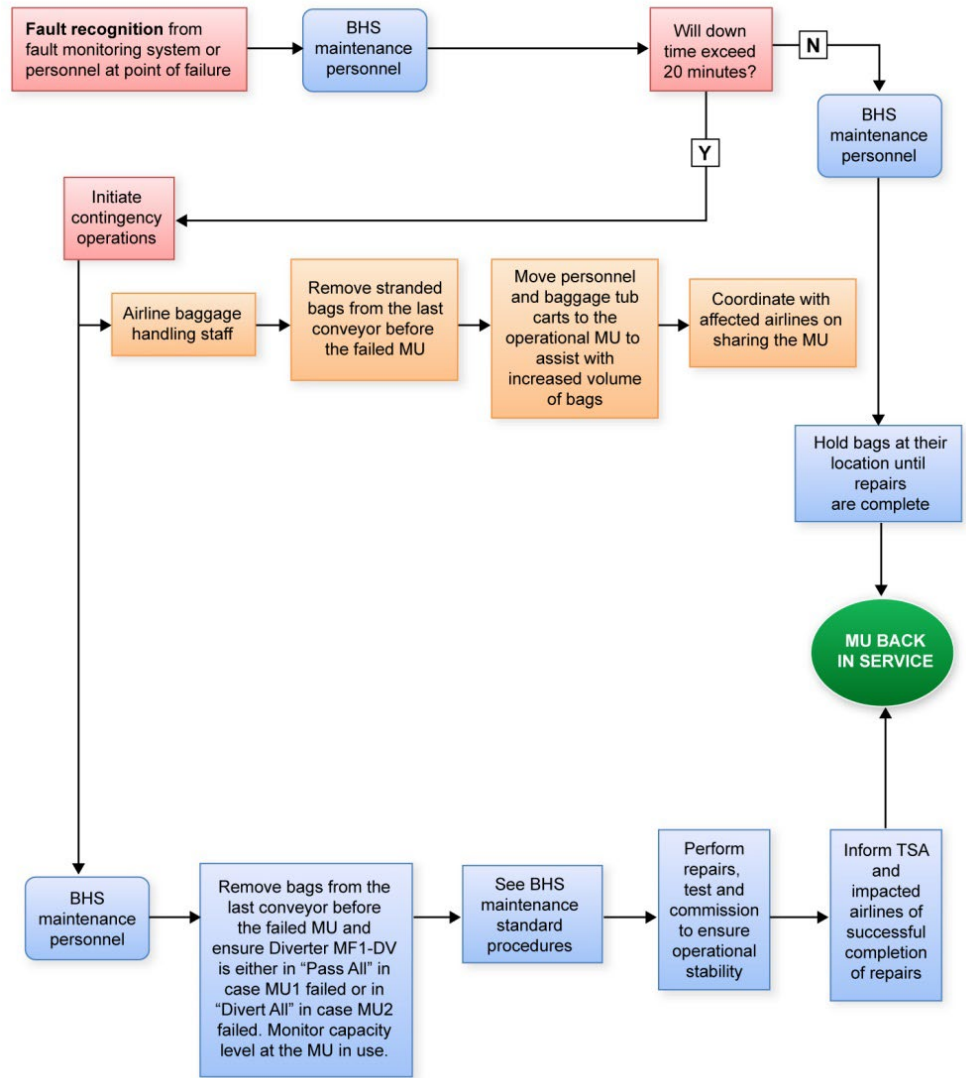 Fault recognition from
fault monitoring system or
personnel at point of failure
BHS
maintenance
personnel
Will down
time exceed
20 minutes?
N
BHS
maintenance
personnel
Y
Initiate
contingency
operations
Airline baggage
handling staff
Remove stranded
bags from the last
conveyor before
the failed MU
Move personnel
and baggage tub
carts to the
operational MU to
assist with
increased volume
of bags
Coordinate with
affected airlines on
sharing the MU
Hold bags at their
location until
repairs
are complete
MU BACK
IN SERVICE
BHS
maintenance
personnel
Remove bags from the
last conveyor before
the failed MU and
ensure Diverter MF1-DV
is either in “Pass All” in
case MU1 failed or in
“Divert All” in case MU2
failed. Monitor capacity
level at the MU in use.
See BHS
maintenance
standard
procedures
Perform
repairs,
test and
commission
to ensure
operational
stability
Inform TSA
and
impacted
airlines of
successful
completion
of repairs